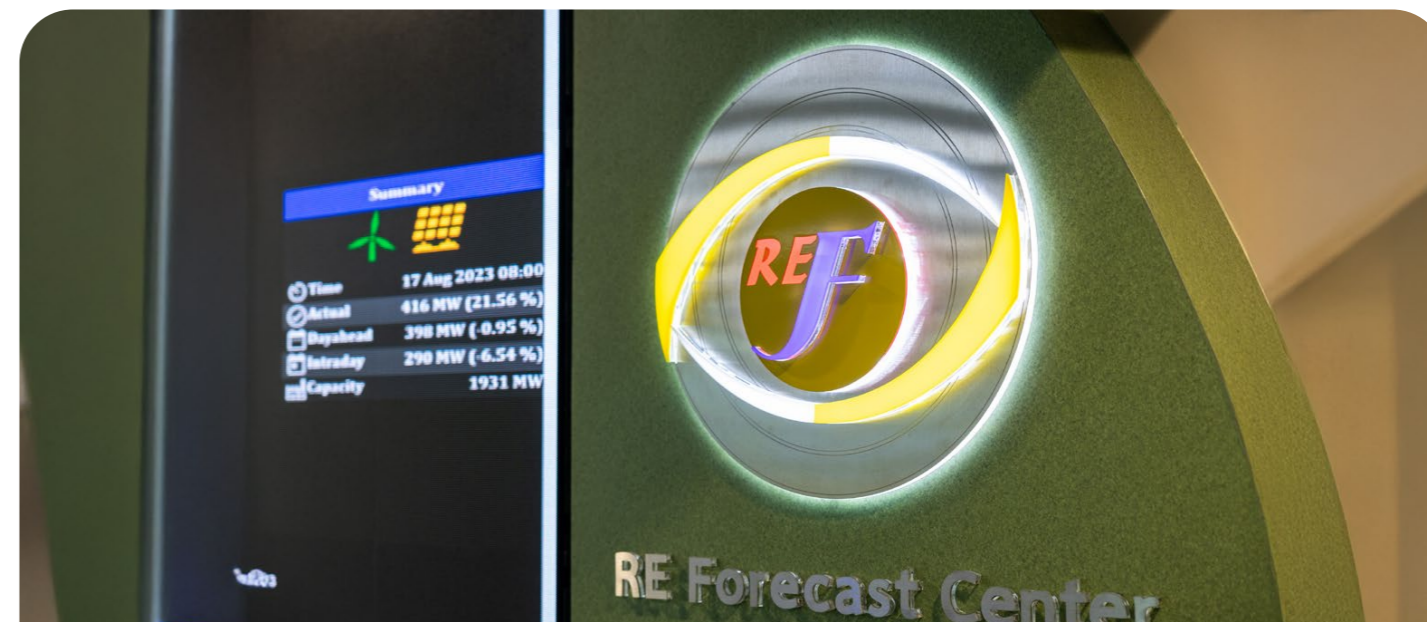 Summary
Time 17 Aug 2023 08:00
Actual 416 MW (21.56 %)
Dayahead 398 MW (-0.95 %)
Intraday 290 MW (-6.54 %)
Capacity 1931 MW
RE F
RE Forecast Center